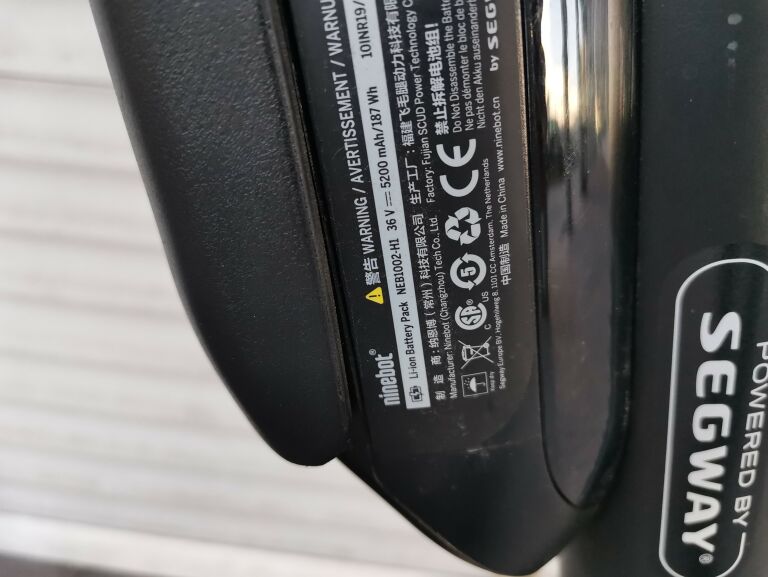 ninebot®
Li-ion Battery Pack NEB1002-H1 36 V 5200 mAh/187 Wh 10INR19/
警告 WARNING / AVERTISSEMENT /
制造商:纳恩博(常州)科技有限公司 生产工厂:福建飞毛腿动力科技有限
Manufacturer: Ninebot (Changzhou) Tech Co., Ltd. Factory: Fujian SCUD Power Technology
Keep dry
C US
5
CE
禁止拆解电池组!
Do Not Disassemble the
Ne pas démonter le bloc de
Nicht den Akku
Segway Europe BV, Hogehilweg 8, 1101 CC Amsterdam, The Netherlands
中国制造 Made in China www.ninebot.cn
by
POWERED BY
SEGWAY®